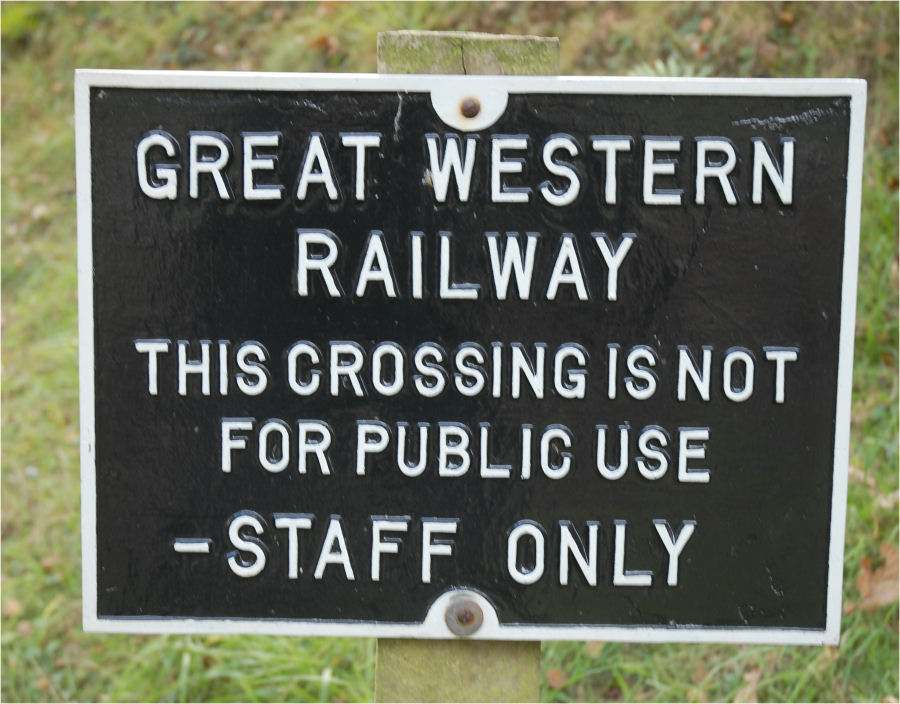 GREAT WESTERN
RAILWAY
THIS CROSSING IS NOT
FOR PUBLIC USE
-STAFF ONLY